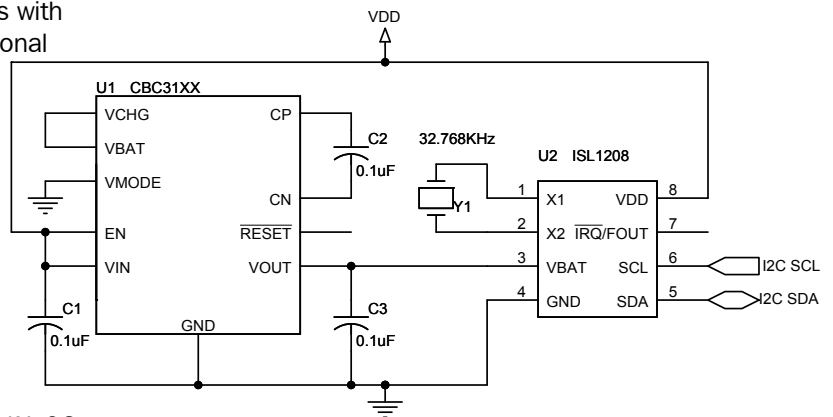 s with
onal
VDD
U1 CBC31XX
VCHG
CP
VBAT
C2
0.1uF
VMODE
CN
EN
RESET
VIN
VOUT
C1
0.1uF
GND
C3
0.1uF
32.768KHz
Y1
U2 ISL1208
1 X1 VDD 8
2 X2 IRQ/FOUT 7
3 VBAT SCL 6 I2C SCL
4 GND SDA 5 I2C SDA